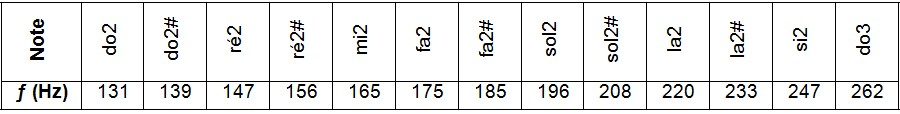 Note do2 do2# ré2 ré2# mi2 fa2 fa2# sol2 sol2# la2 la2# si2 do3
ƒ (Hz) 131 139 147 156 165 175 185 196 208 220 233 247 262